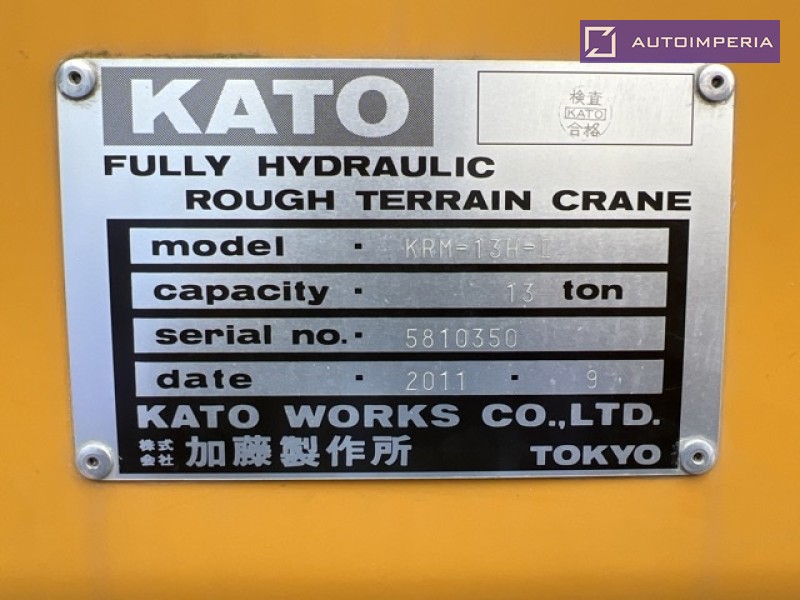 AUTOIMPERIA
KATO
検査
KATO
合格
FULLY HYDRAULIC
ROUGH TERRAIN CRANE
model · KRM-13H-II
capacity · 13 ton
serial no. · 5810350
date · 2011 · 9
KATO WORKS CO.,LTD.
株式会社 加藤製作所 TOKYO